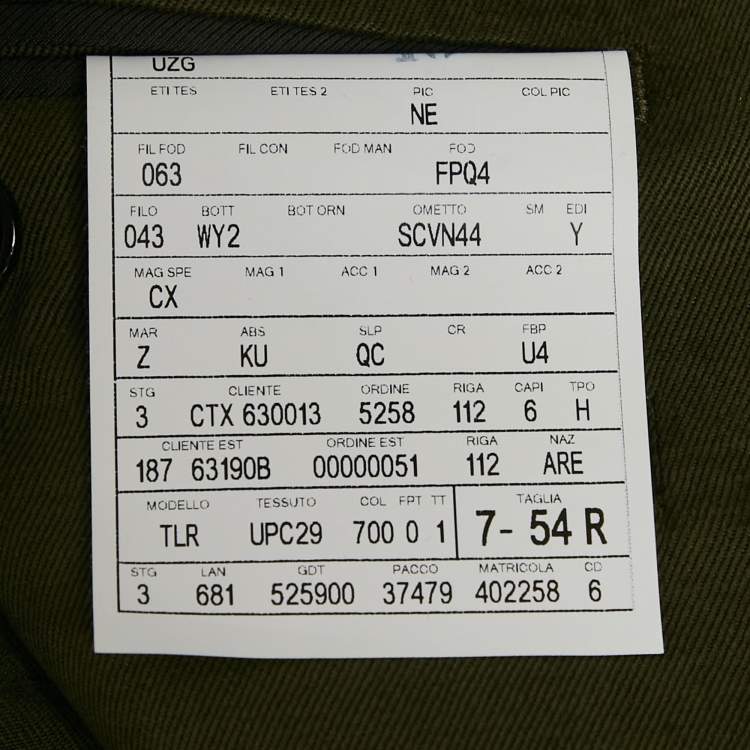 UZG
ETI TES ETI TES 2 PIC COL PIC
NE
FIL FOD FIL CON FOD MAN FOD
063 FPQ4
FILO BOTT BOT ORN OMETTO SM EDI
043 WY2 SCVN44 Y
MAG SPE MAG 1 ACC 1 MAG 2 ACC 2
CX
MAR ABS SLP CR FBP
Z KU QC U4
STG CLIENTE ORDINE RIGA CAPI TPO
3 CTX 630013 5258 112 6 H
CLIENTE EST ORDINE EST RIGA NAZ
187 63190B 00000051 112 ARE
MODELLO TESSUTO COL FPT TT TAGLIA
TLR UPC29 700 0 1 7- 54 R
STG LAN GDT PACCO MATRICOLA CD
3 681 525900 37479 402258 6